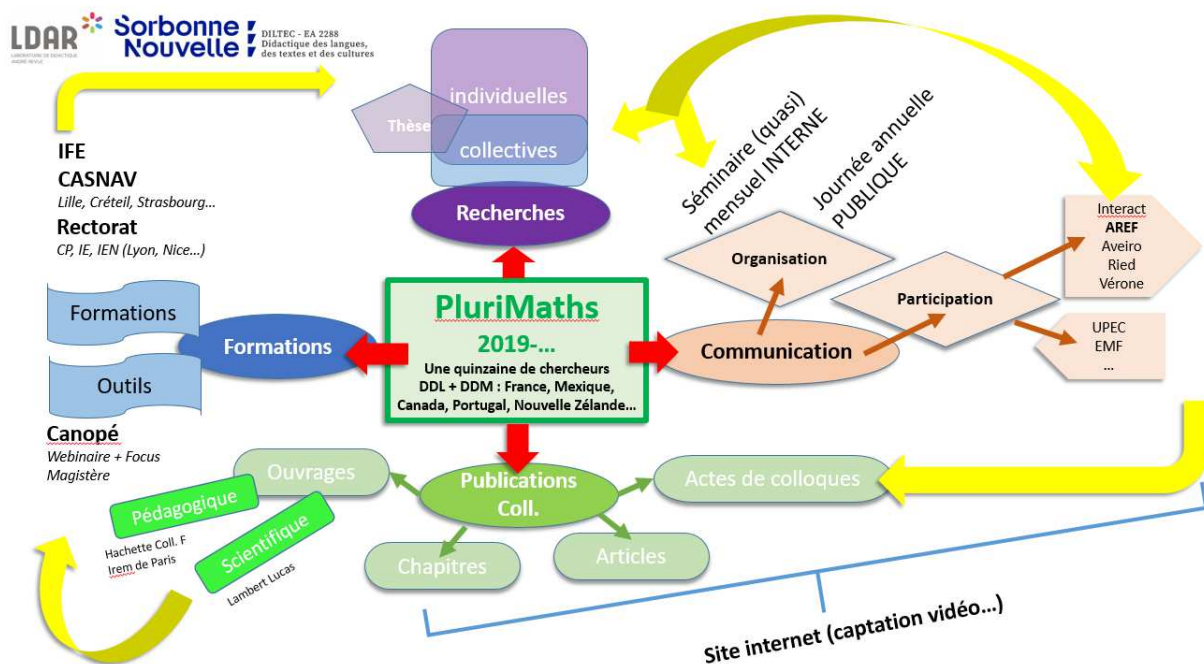 LDAR
LABORATOIRE DE DIDACTIQUE
ANDRÉ REVUZ
Sorbonne
Nouvelle
DILTEC - EA 2288
Didactique des langues,
des textes et des cultures
individuelles
Thèse
collectives
Recherches
IFE
CASNAV
Lille, Créteil, Strasbourg...
Rectorat
CP, IE, IEN (Lyon, Nice...)
Formations
Outils
Formations
Canopé
Webinaire + Focus
Magistère
PluriMaths
2019-...
Une quinzaine de chercheurs
DDL + DDM : France, Mexique,
Canada, Portugal, Nouvelle Zélande...
Séminaire (quasi)
mensuel INTERNE
Journée annuelle
PUBLIQUE
Organisation
Participation
Communication
Interact
AREF
Aveiro
Ried
Vérone
UPEC
EMF
...
Publications
Coll.
Ouvrages
Pédagogique
Hachette Coll. F
Irem de Paris
Scientifique
Lambert Lucas
Chapitres
Articles
Actes de colloques
Site internet (captation vidéo...)